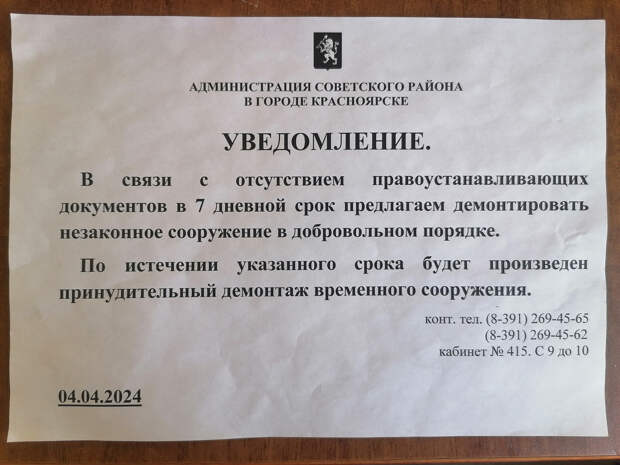 АДМИНИСТРАЦИЯ СОВЕТСКОГО РАЙОНА
В ГОРОДЕ КРАСНОЯРСКЕ
УВЕДОМЛЕНИЕ.
В связи с отсутствием правоустанавливающих
документов в 7 дневной срок предлагаем демонтировать
незаконное сооружение в добровольном порядке.
По истечении указанного срока будет произведен
принудительный демонтаж временного сооружения.
конт. тел. (8-391) 269-45-65
(8-391) 269-45-62
кабинет № 415. С 9 до 10
04.04.2024